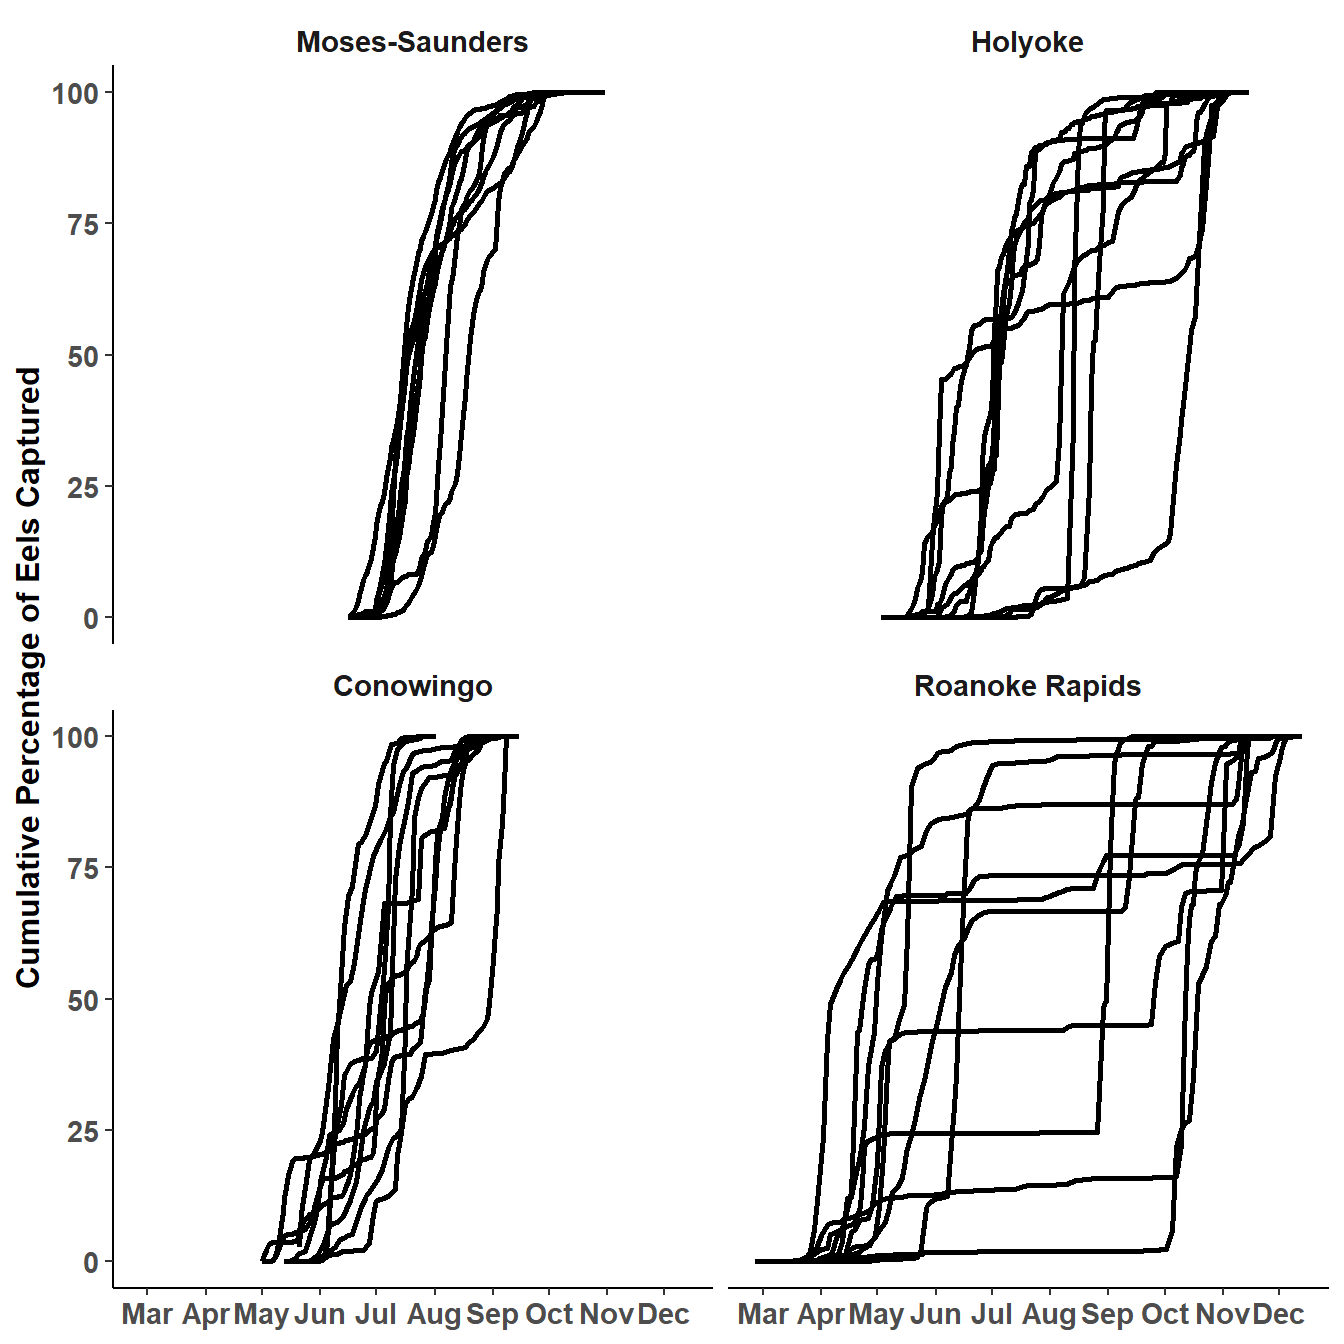 Moses-Saunders
Holyoke
Cumulative Percentage of Eels Captured
100
75
50
25
0
Conowingo
Roanoke Rapids
100
75
50
25
0
Mar Apr May Jun Jul Aug Sep Oct Nov Dec
Mar Apr May Jun Jul Aug Sep Oct Nov Dec